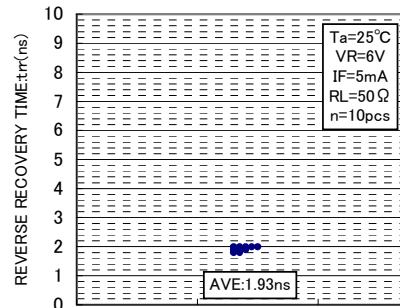 REVERSE RECOVERY TIME:trr(ns)
10
9
8
7
6
5
4
3
2
1
0
Ta=25°C
VR=6V
IF=5mA
RL=50Ω
n=10pcs
AVE:1.93ns